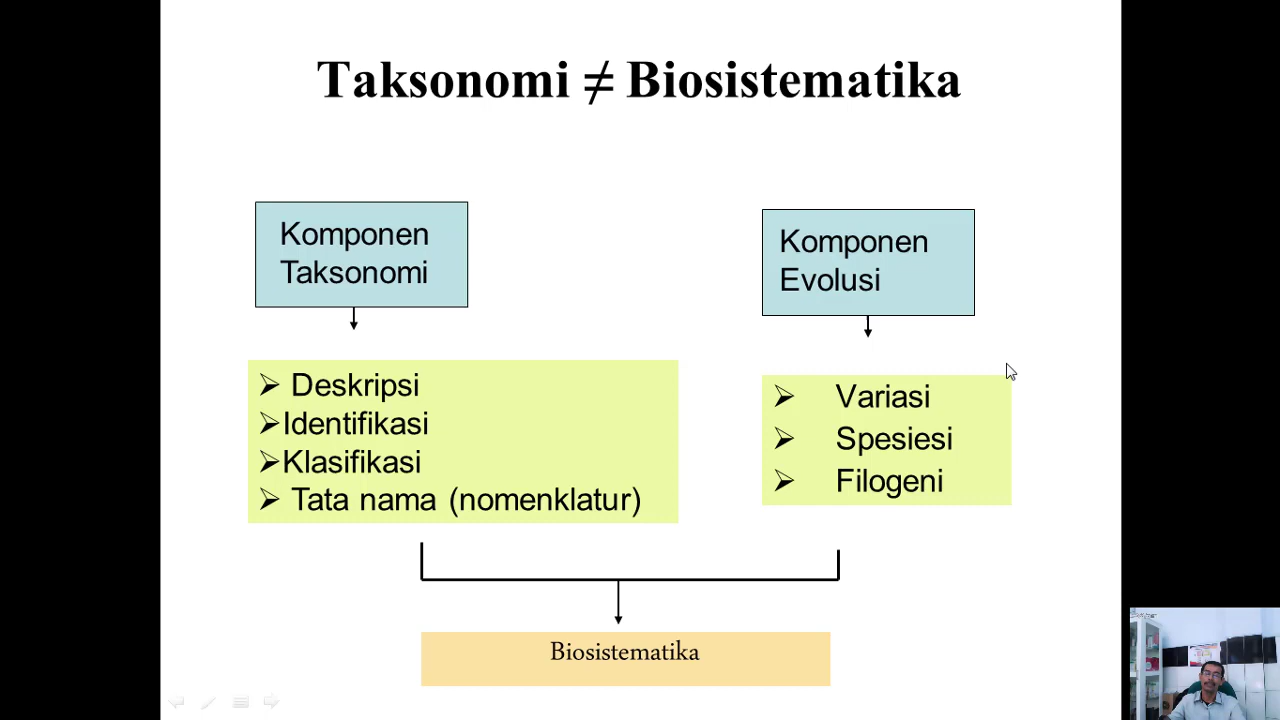 Taksonomi ≠ Biosistematika
Komponen
Taksonomi
Komponen
Evolusi
➢ Deskripsi
➢Identifikasi
➢Klasifikasi
➢ Tata nama (nomenklatur)
➢ Variasi
➢ Spesiesi
➢ Filogeni
Biosistematika